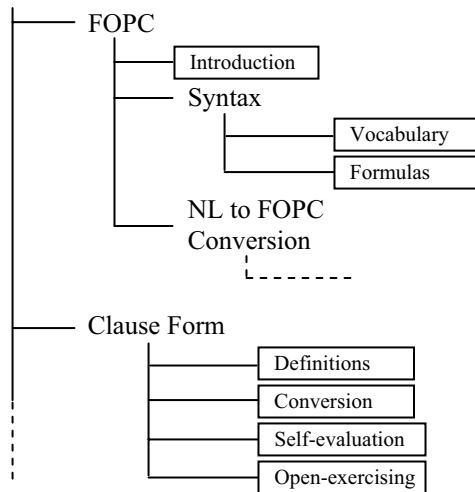 FOPC
Introduction
Syntax
Vocabulary
Formulas
NL to FOPC
Conversion
Clause Form
Definitions
Conversion
Self-evaluation
Open-exercising